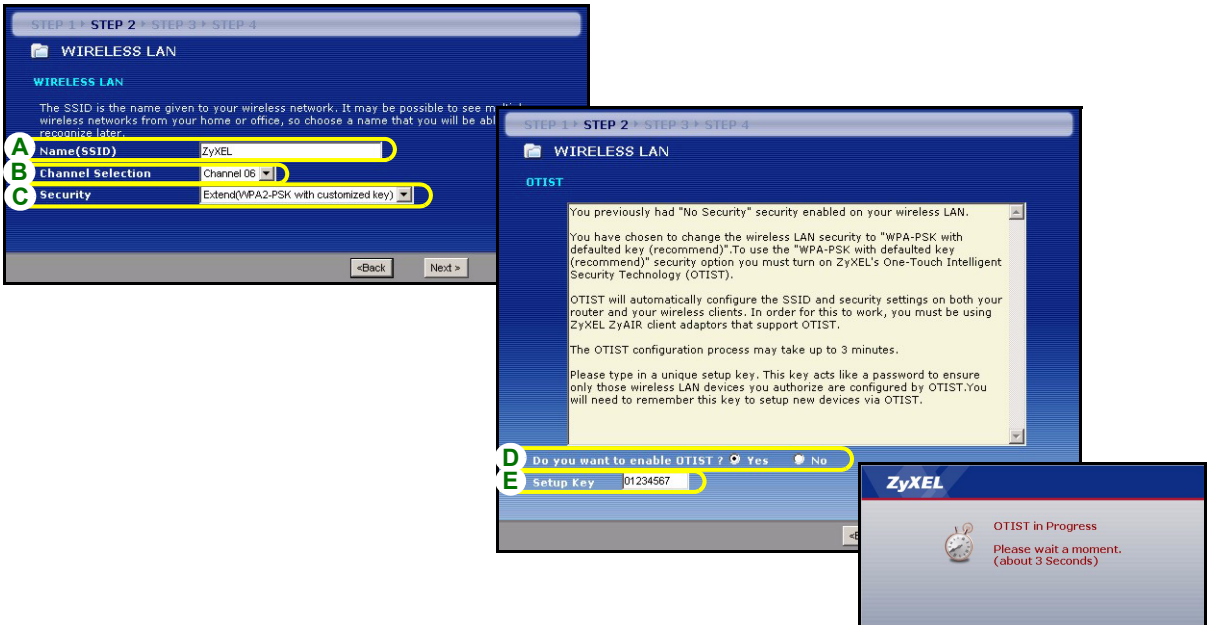 STEP 1 STEP 2 STEP 3 STEP 4
WIRELESS LAN
WIRELESS LAN
The SSID is the name given to your wireless network. It may be possible to see
wireless networks from your home or office, so choose a name that you will be
recognize later.
A Name(SSID) ZyXEL
B Channel Selection Channel 06
C Security Extend(WPA2-PSK with customized key)
<Back Next >
STEP 1 STEP 2 STEP 3 STEP 4
WIRELESS LAN
OTIST
You previously had "No Security" security enabled on your wireless LAN.
You have chosen to change the wireless LAN security to "WPA-PSK with
defaulted key (recommend)".To use the "WPA-PSK with defaulted key
(recommend)" security option you must turn on ZyXEL's One-Touch Intelligent
Security Technology (OTIST).
OTIST will automatically configure the SSID and security settings on both your
router and your wireless clients. In order for this to work, you must be using
ZyXEL ZyAIR client adaptors that support OTIST.
The OTIST configuration process may take up to 3 minutes.
Please type in a unique setup key. This key acts like a password to ensure
only those wireless LAN devices you authorize are configured by OTIST.You
will need to remember this key to setup new devices via OTIST.
D Do you want to enable OTIST ? Yes No
E Setup Key 01234567
ZyXEL
OTIST in Progress
Please wait a moment.
(about 3 Seconds)